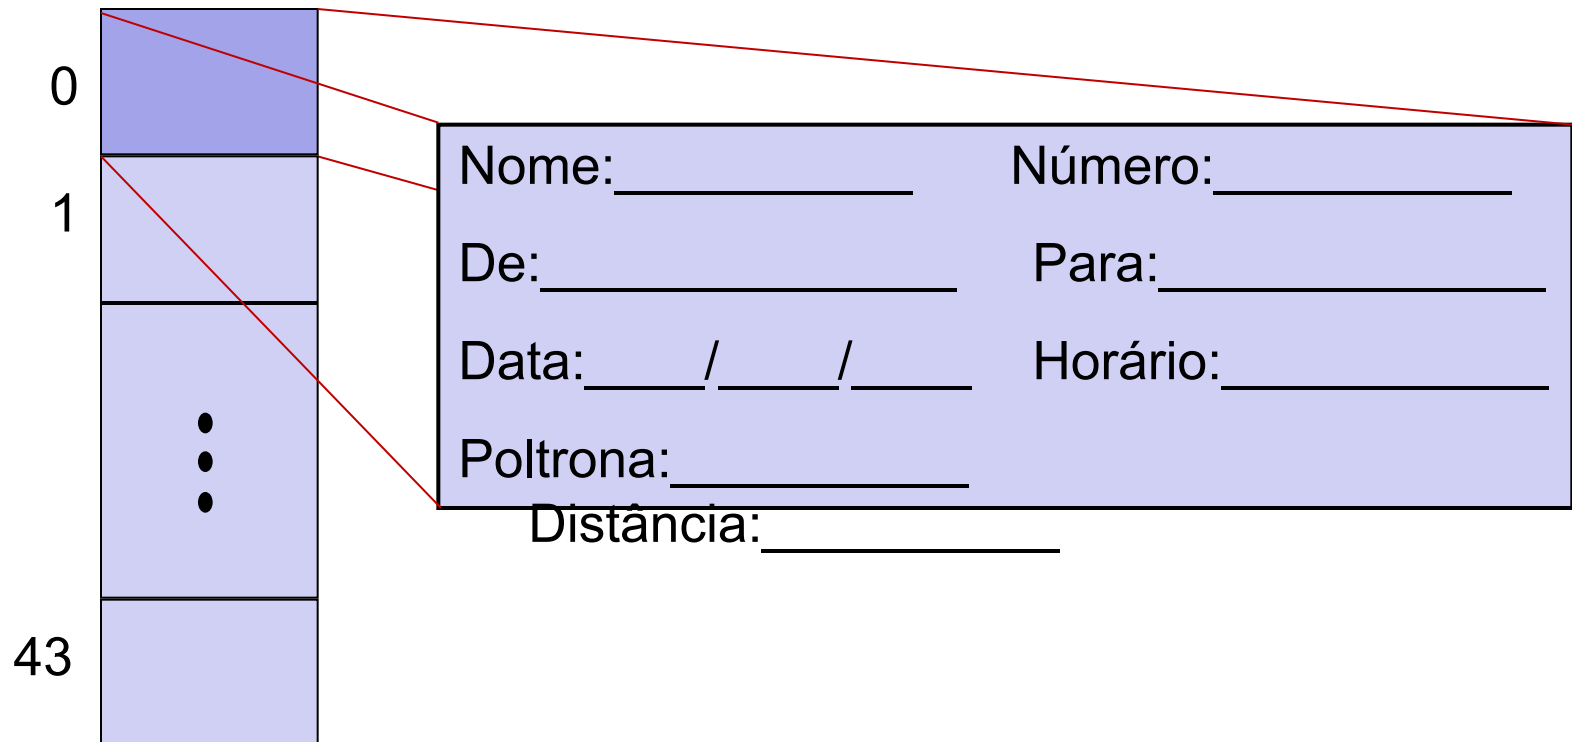 0
Nome:___________ Número:___________
1
De:_______________ Para:______________
Data:____/____/____ Horário:____________
Poltrona:___________
Distância:___________
43